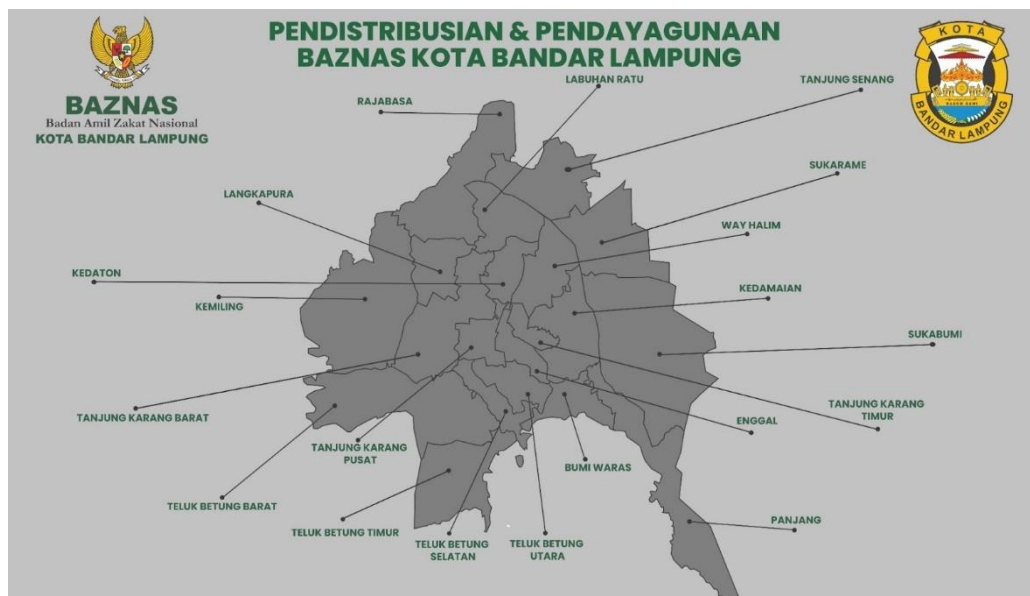 PENDISTRIBUSIAN & PENDAYAGUNAAN
BAZNAS KOTA BANDAR LAMPUNG
BAZNAS
Badan Amil Zakat Nasional
KOTA BANDAR LAMPUNG
KOTA
BANDAR LAMPUNG
LABUHAN RATU
TANJUNG SENANG
RAJABASA
SUKARAME
LANGKAPURA
WAY HALIM
KEDATON
KEMILING
KEDAMAIAN
SUKABUMI
TANJUNG KARANG BARAT
TANJUNG KARANG
TIMUR
ENGGAL
TANJUNG KARANG
PUSAT
BUMI WARAS
TELUK BETUNG BARAT
TELUK BETUNG TIMUR
TELUK BETUNG
SELATAN
TELUK BETUNG
UTARA
PANJANG